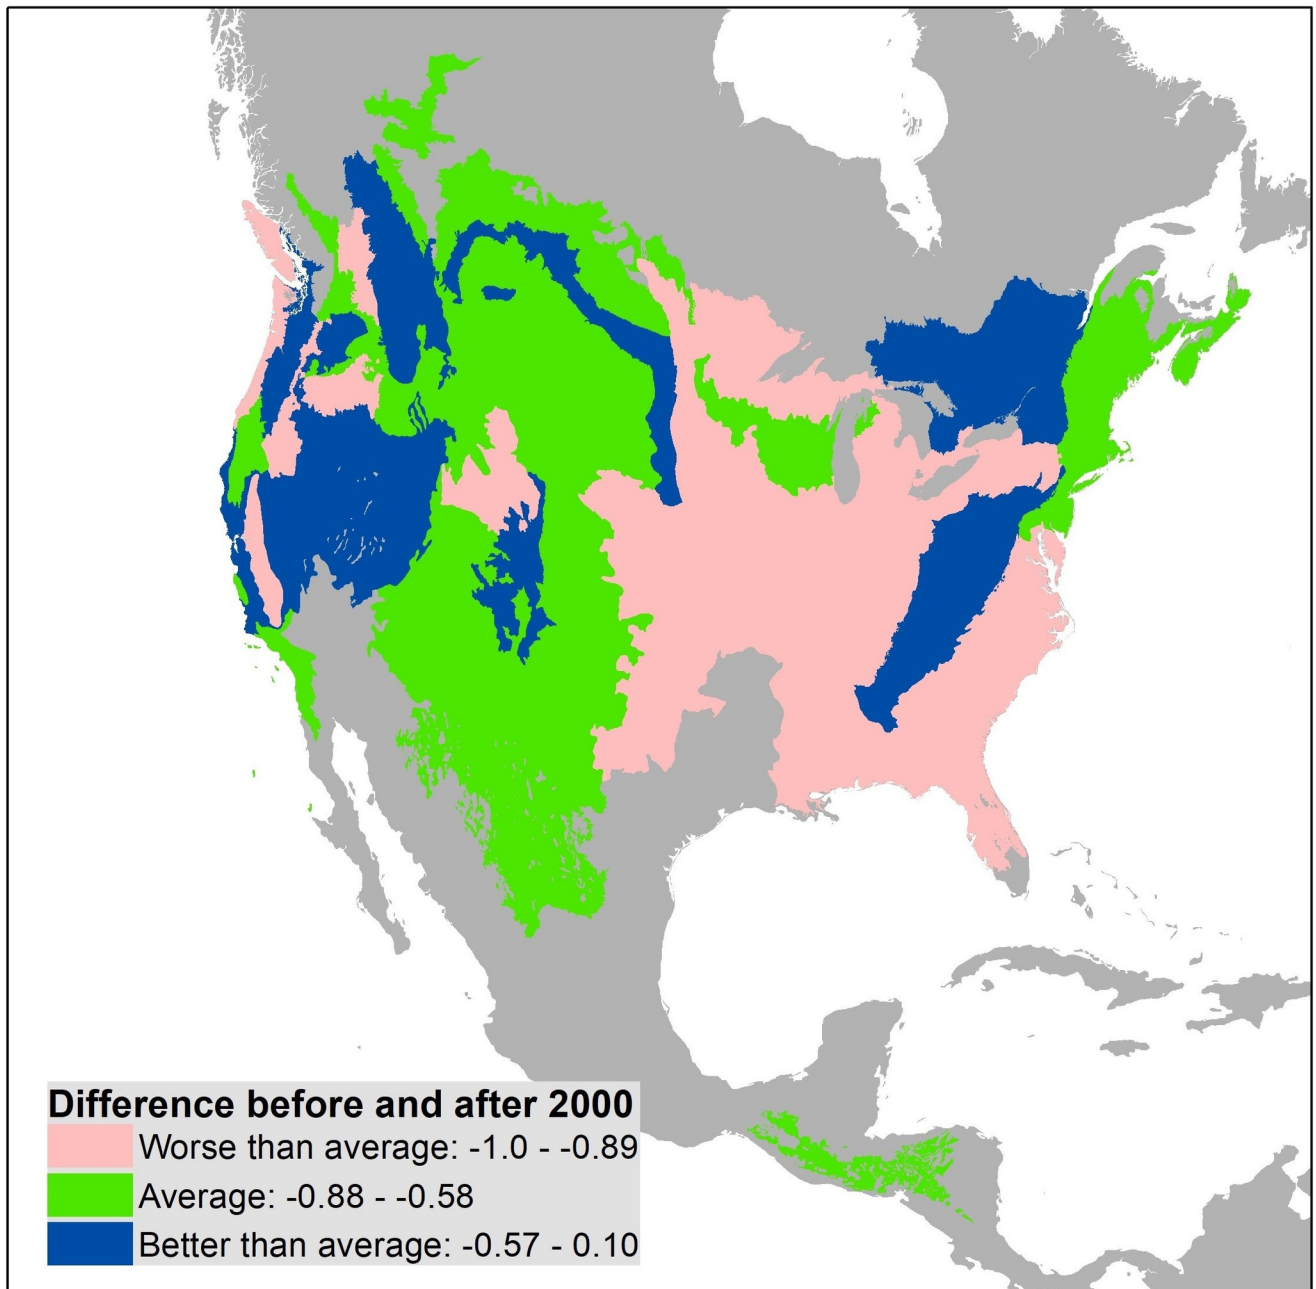 Difference before and after 2000
Worse than average: -1.0 - -0.89
Average: -0.88 - -0.58
Better than average: -0.57 - 0.10